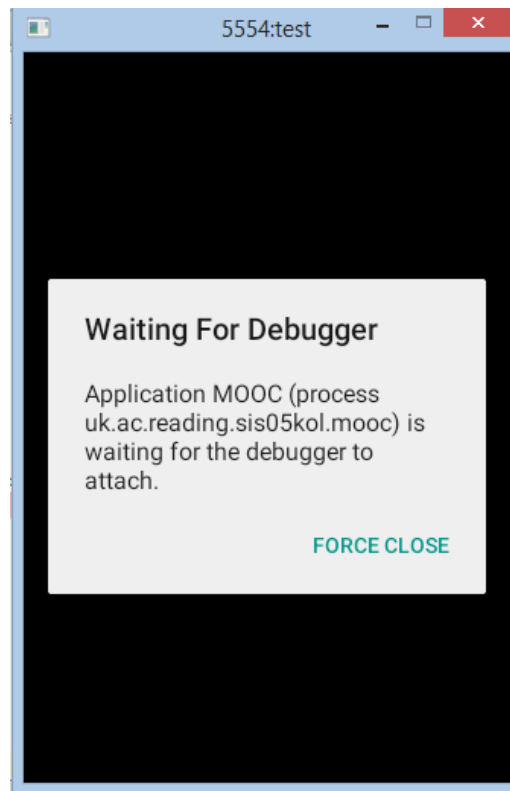 5554:test
Waiting For Debugger
Application MOOC (process
uk.ac.reading.sis05kol.mooc) is
waiting for the debugger to
attach.
FORCE CLOSE